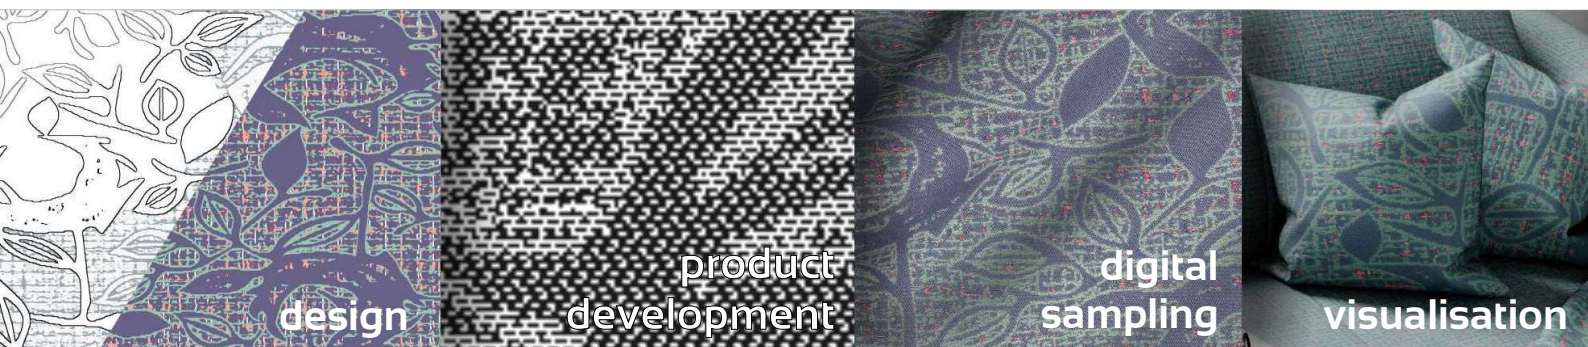 design
product
development
digital
sampling
visualisation